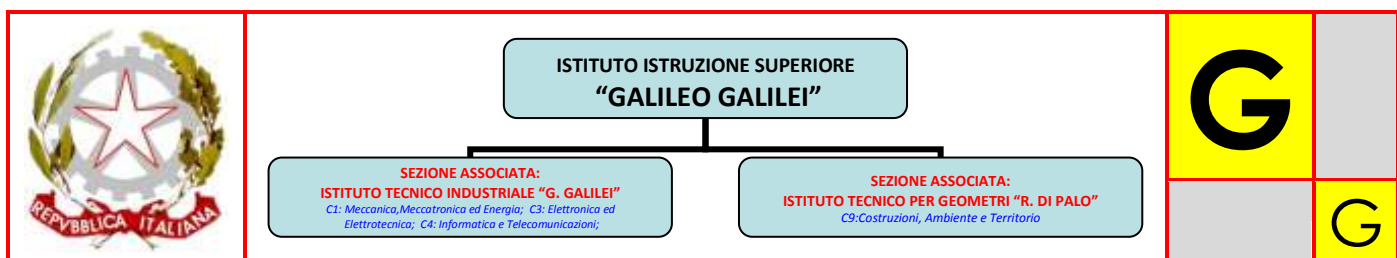 REPVBBLICA ITALIANA
ISTITUTO ISTRUZIONE SUPERIORE
“GALILEO GALILEI”
SEZIONE ASSOCIATA:
ISTITUTO TECNICO INDUSTRIALE “G. GALILEI”
C1: Meccanica,Meccatronica ed Energia; C3: Elettronica ed
Elettrotecnica; C4: Informatica e Telecomunicazioni;
SEZIONE ASSOCIATA:
ISTITUTO TECNICO PER GEOMETRI “R. DI PALO”
C9:Costruzioni, Ambiente e Territorio
G
G